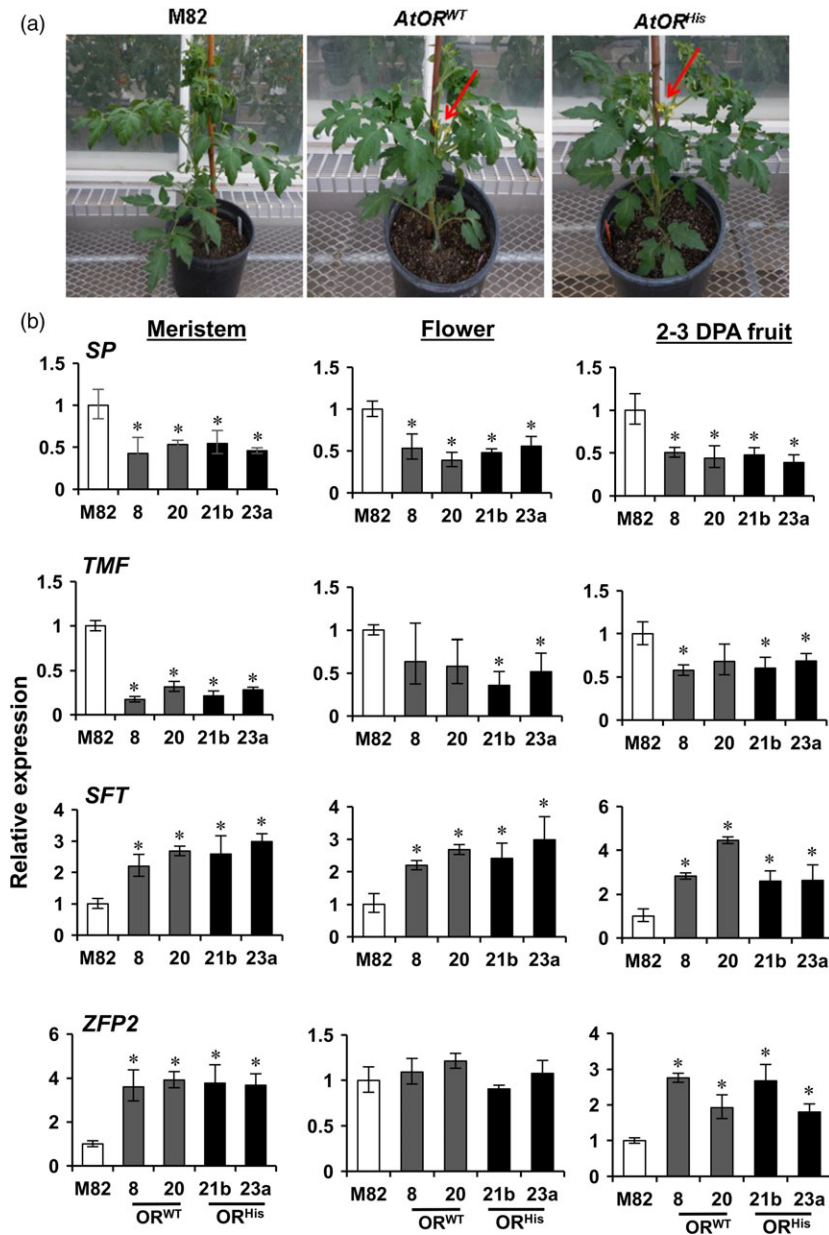 (a)
M82 AtOR^WT AtOR^His
(b)
Meristem Flower 2-3 DPA fruit
Relative expression
SP
1.5 1.5 1.5
1 1 1
* * * * * * * * * * * *
0.5 0.5 0.5
0 0 0
M82 8 20 21b 23a M82 8 20 21b 23a M82 8 20 21b 23a
TMF
1.5 1.5 1.5
1 1 1
* * * * * * * * *
0.5 0.5 0.5
0 0 0
M82 8 20 21b 23a M82 8 20 21b 23a M82 8 20 21b 23a
SFT
4 4 6
3 3 4
* * * * * * * * * * * *
2 2 2
1 1
0 0 0
M82 8 20 21b 23a M82 8 20 21b 23a M82 8 20 21b 23a
ZFP2
6 1.5 4
4 1 3
* * * * * * * *
2 0.5 2
1
0 0 0
M82 8 20 21b 23a M82 8 20 21b 23a M82 8 20 21b 23a
OR^WT OR^His OR^WT OR^His OR^WT OR^His